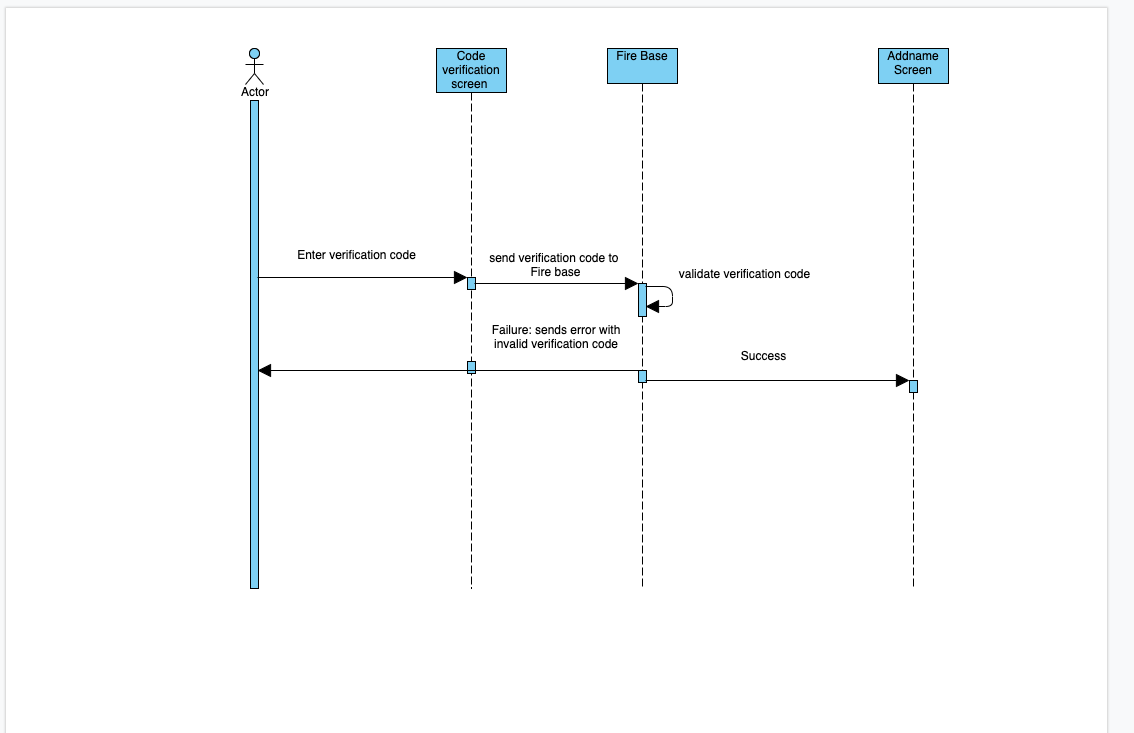 Actor
Code
verification
screen
Fire Base
Addname
Screen
Enter verification code
send verification code to
Fire base
validate verification code
Failure: sends error with
invalid verification code
Success